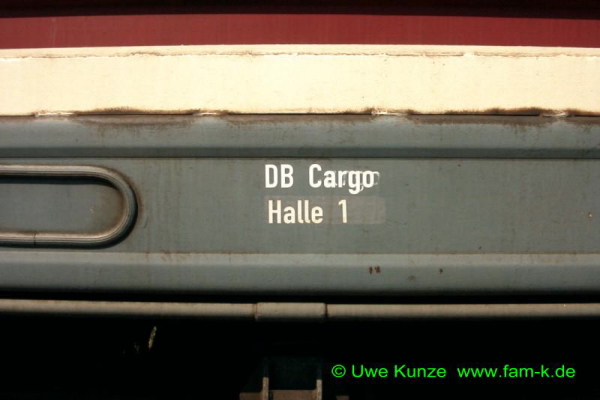 DB Cargo
Halle 1
© Uwe Kunze www.fam-k.de